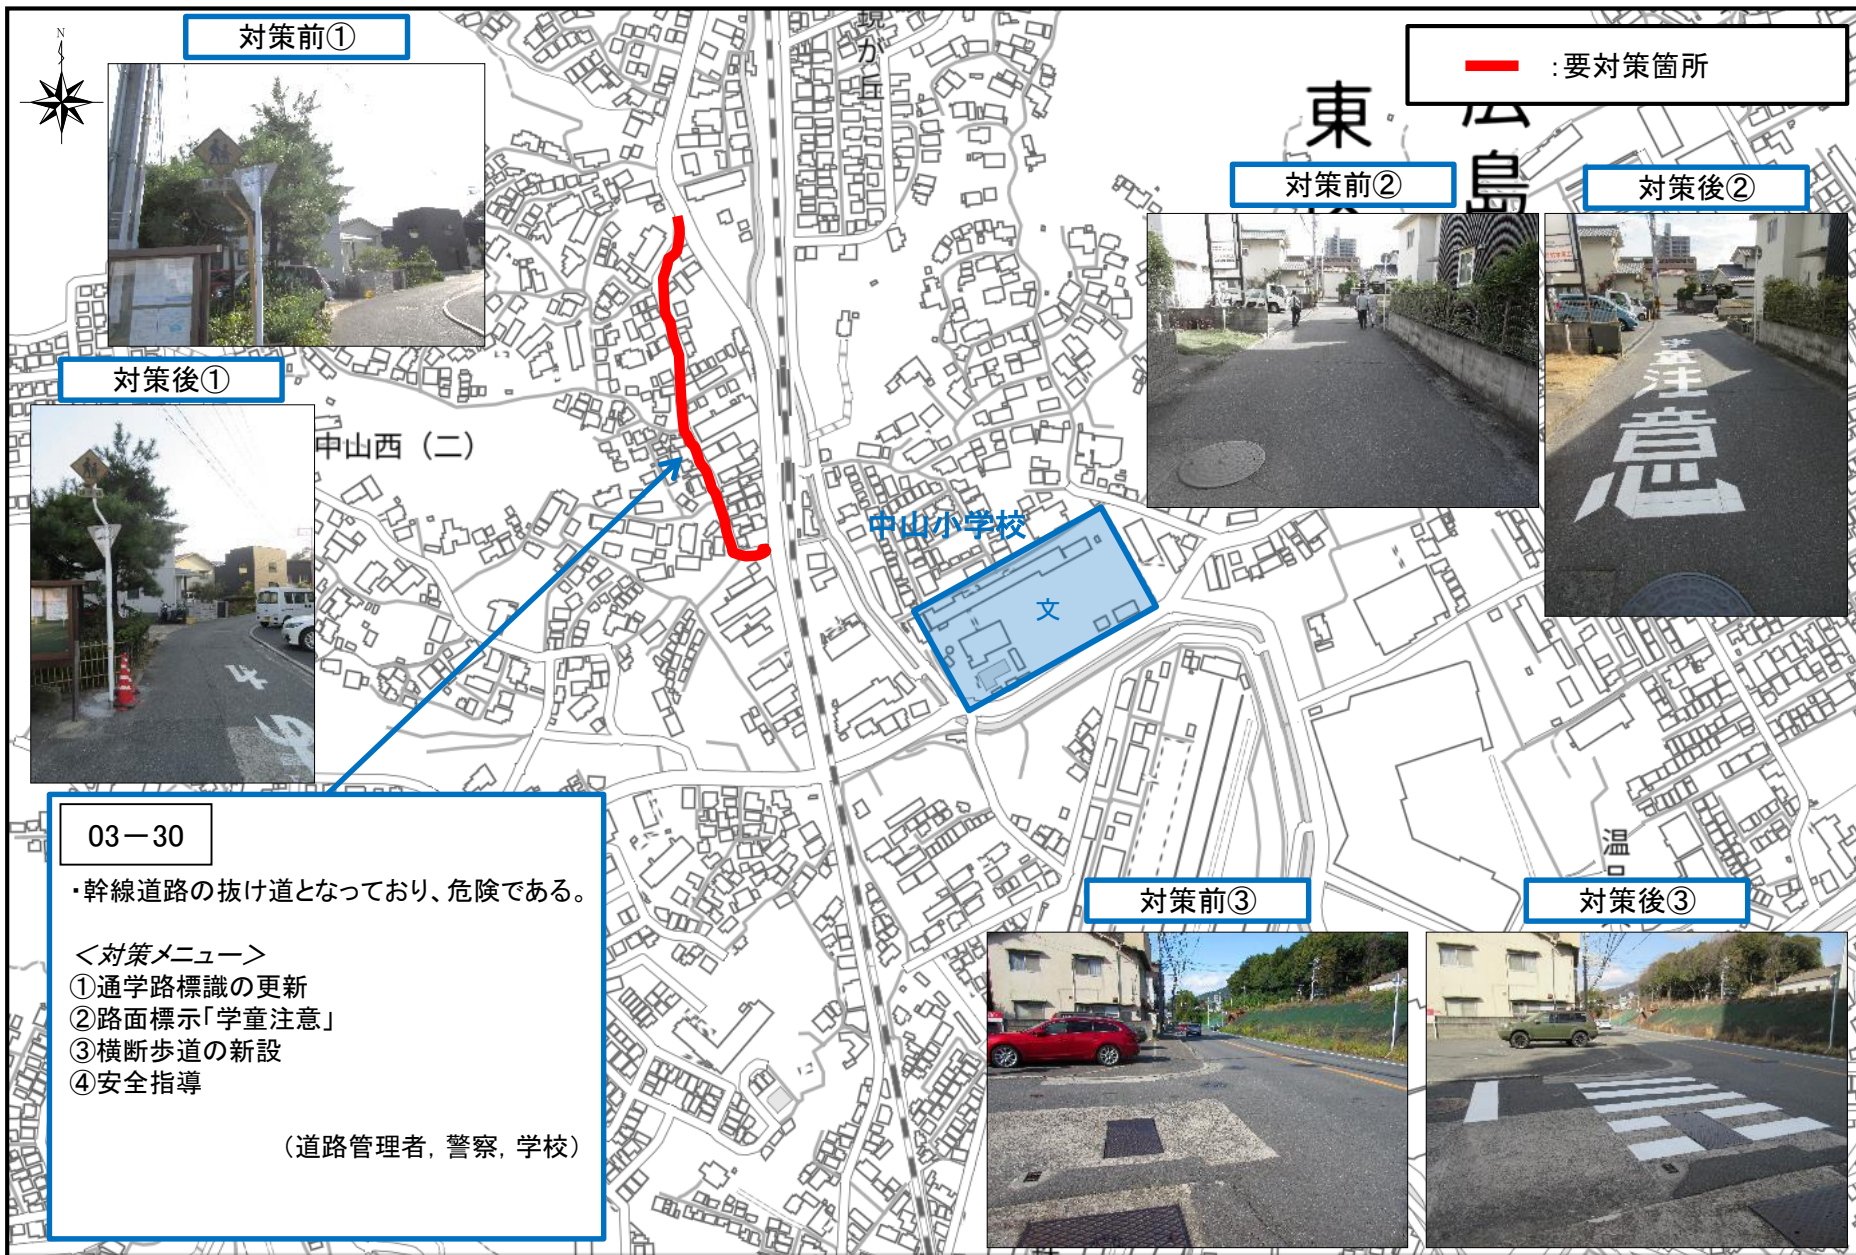 対策前①
:要対策箇所
鏡が丘
広島
東
対策前②
対策後②
注意
対策後①
中山西（二）
中山小学校
文
N
温
03－30
・幹線道路の抜け道となっており、危険である。
＜対策メニュー＞
①通学路標識の更新
②路面標示「学童注意」
③横断歩道の新設
④安全指導
（道路管理者, 警察, 学校）
対策前③
対策後③